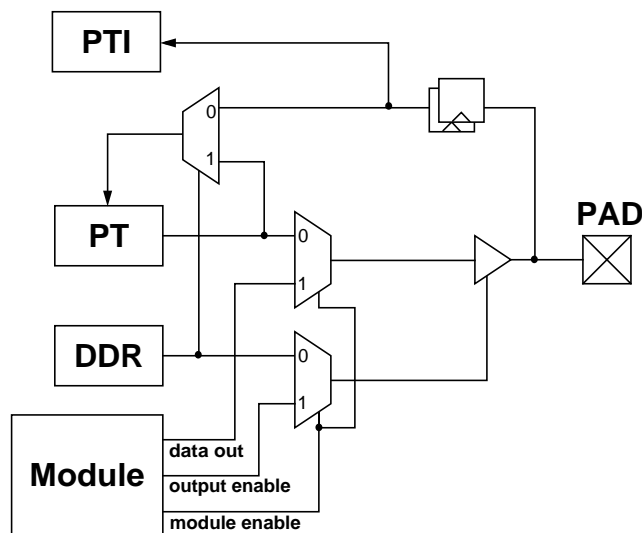 PTI
0
1
PT
PAD
0
1
DDR
0
1
Module
data out
output enable
module enable